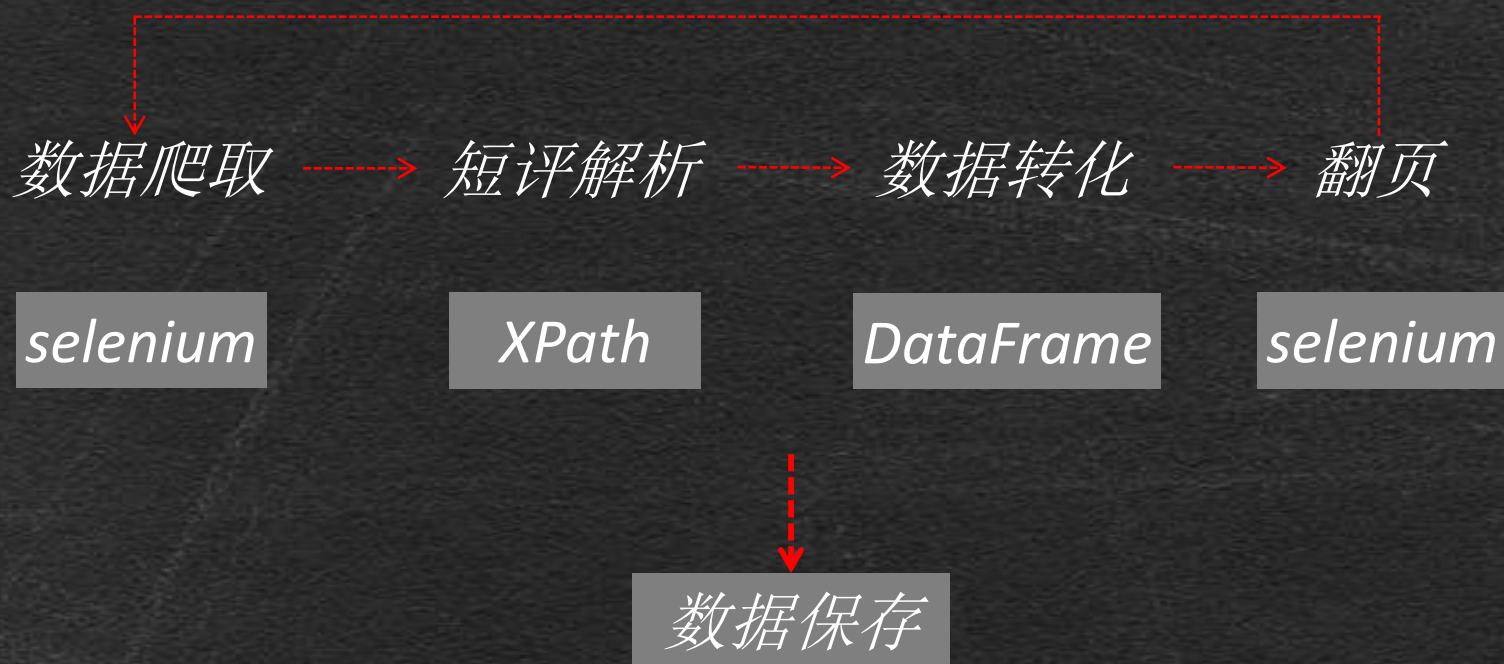 数据爬取
短评解析
数据转化
翻页
selenium
XPath
DataFrame
selenium
数据保存